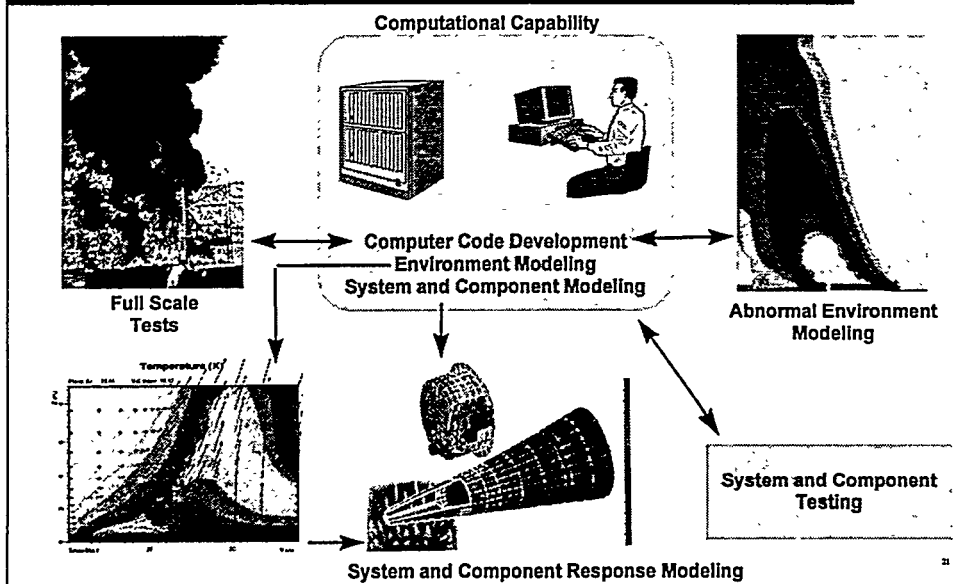 Computational Capability
Computer Code Development
Environment Modeling
System and Component Modeling
Full Scale
Tests
Abnormal Environment
Modeling
Temperature (K)
System and Component
Testing
System and Component Response Modeling
21